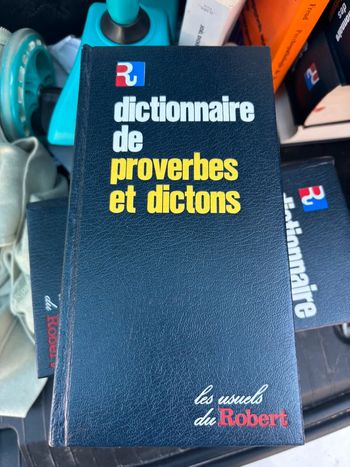 dictionnaire
de
proverbes
et dictons
les usuels
du Robert
dictionnaire
du Robert